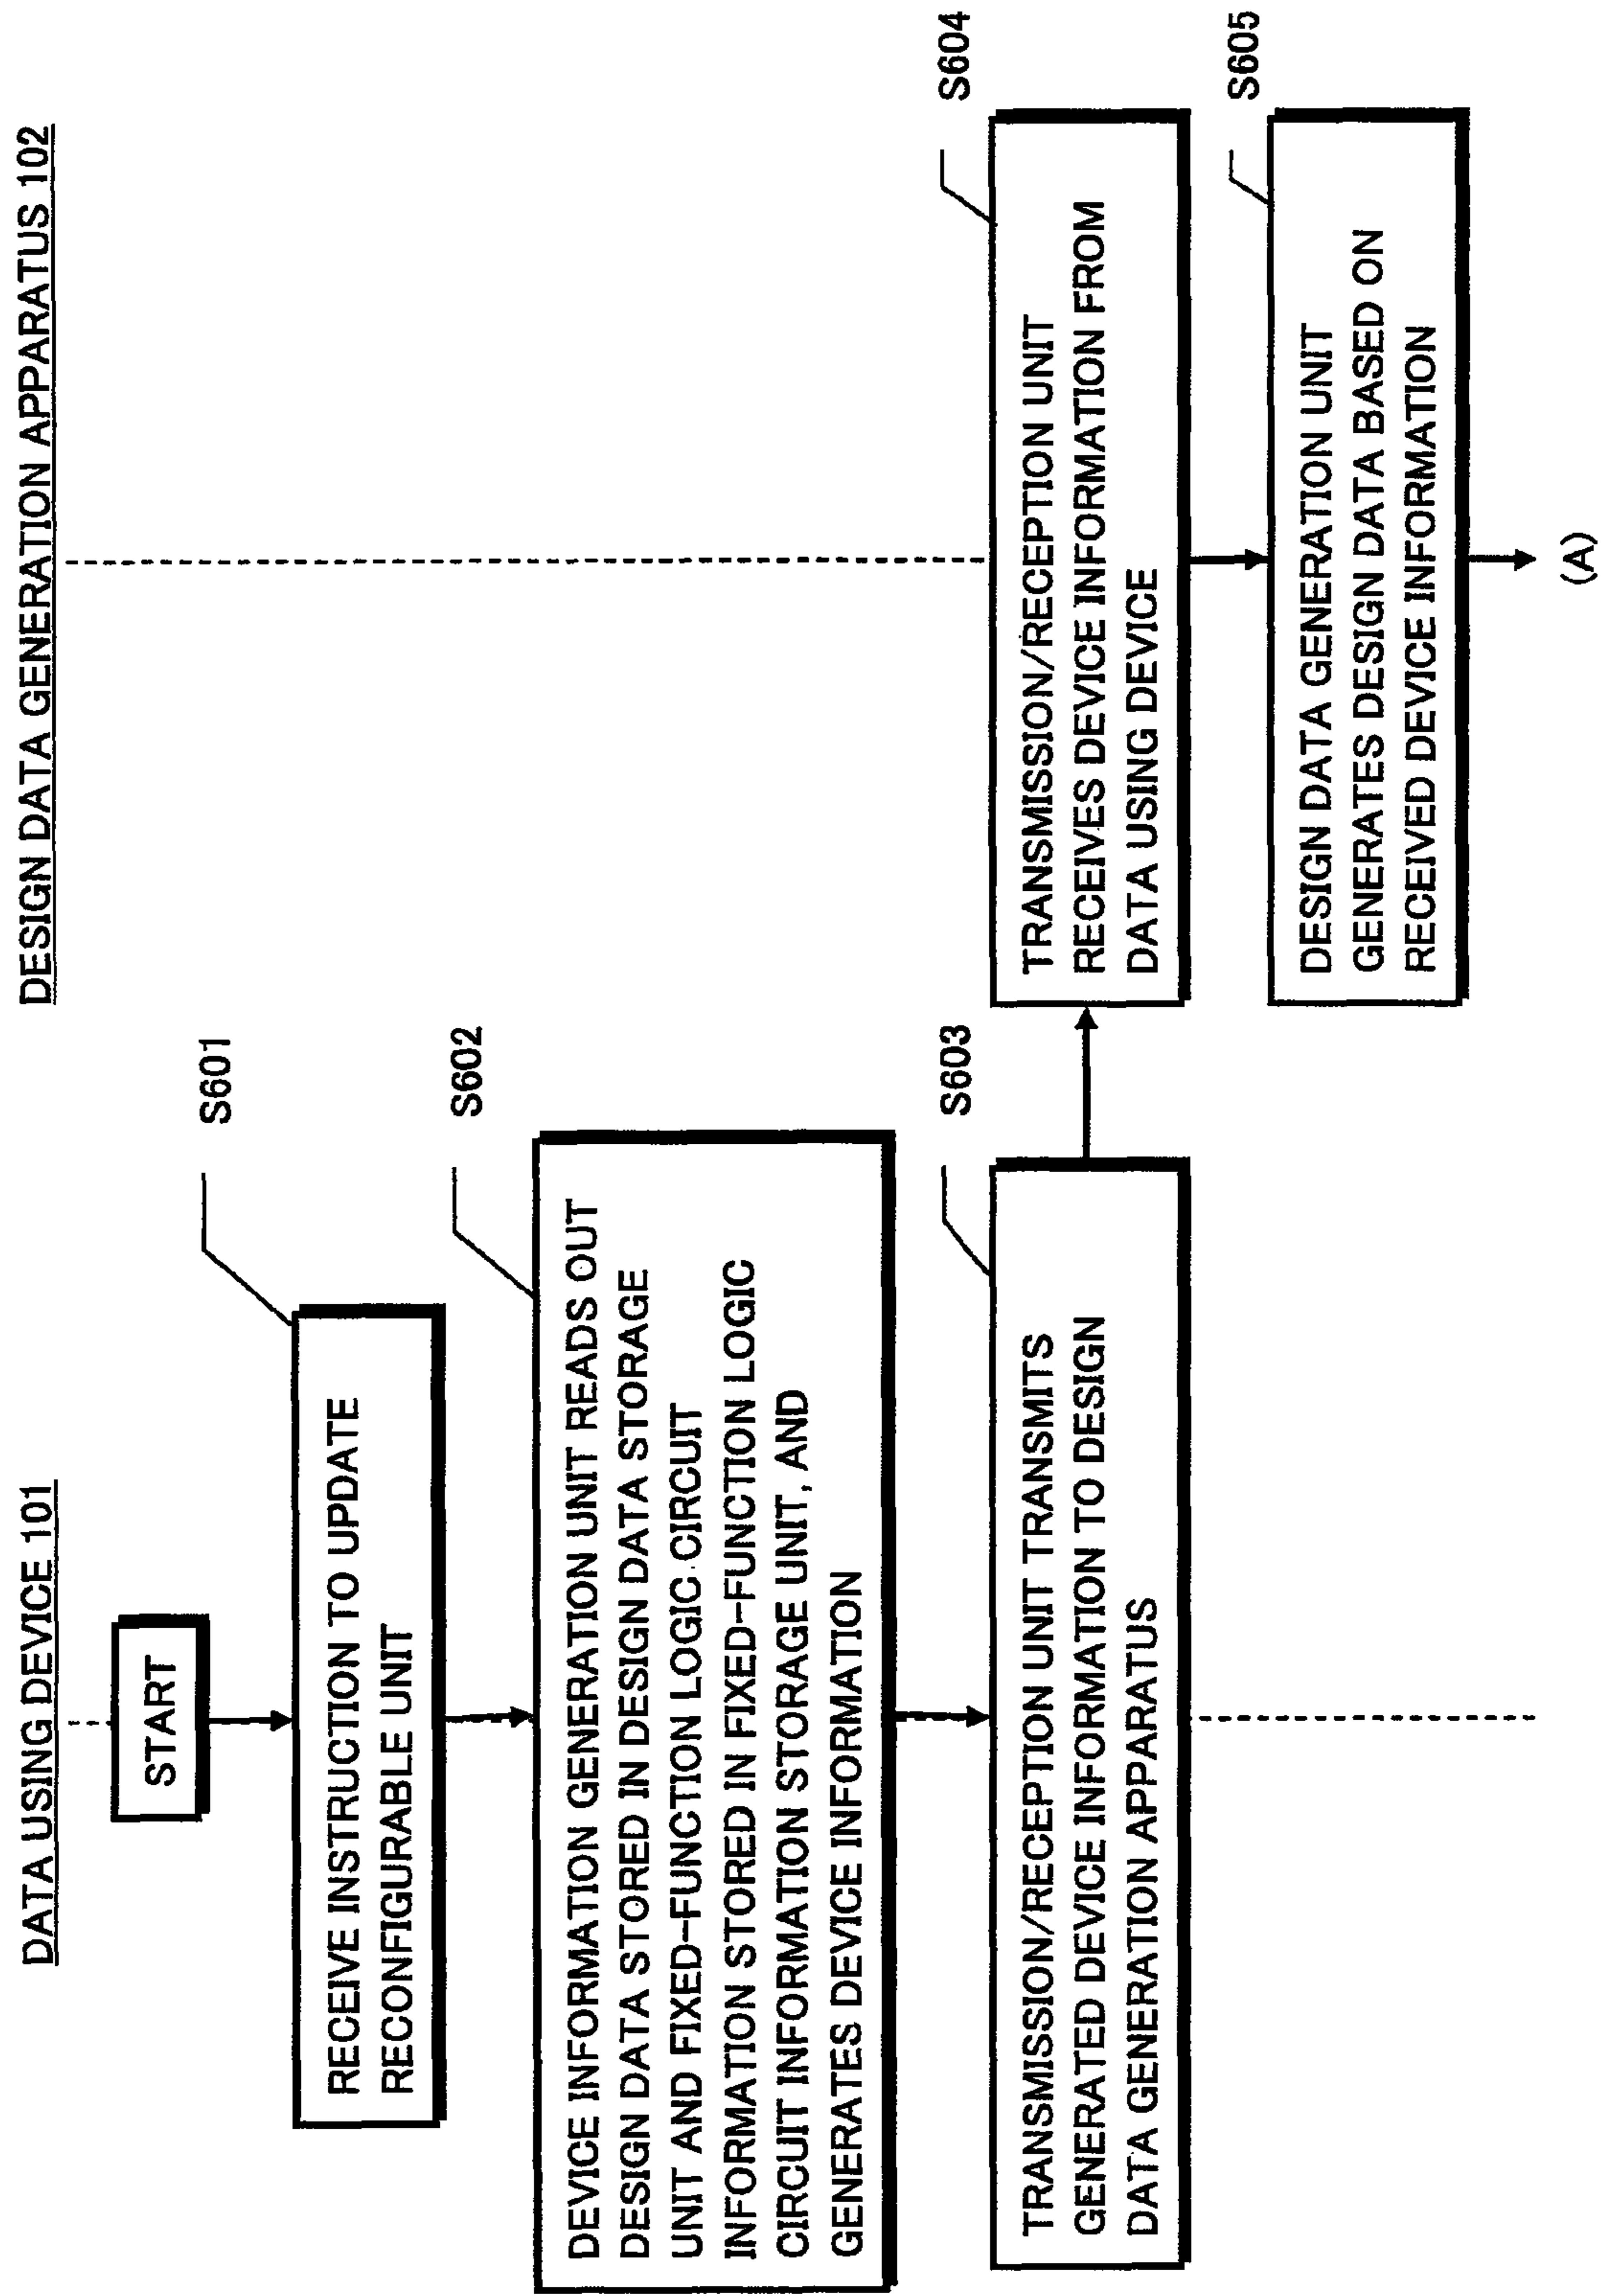 DATA USING DEVICE 101
START
S601
RECEIVE INSTRUCTION TO UPDATE
RECONFIGURABLE UNIT
S602
DEVICE INFORMATION GENERATION UNIT READS OUT
DESIGN DATA STORED IN DESIGN DATA STORAGE
UNIT AND FIXED-FUNCTION LOGIC CIRCUIT
INFORMATION STORED IN FIXED-FUNCTION LOGIC
CIRCUIT INFORMATION STORAGE UNIT, AND
GENERATES DEVICE INFORMATION
S603
TRANSMISSION/RECEPTION UNIT TRANSMITS
GENERATED DEVICE INFORMATION TO DESIGN
DATA GENERATION APPARATUS
DESIGN DATA GENERATION APPARATUS 102
S604
TRANSMISSION/RECEPTION UNIT
RECEIVES DEVICE INFORMATION FROM
DATA USING DEVICE
S605
DESIGN DATA GENERATION UNIT
GENERATES DESIGN DATA BASED ON
RECEIVED DEVICE INFORMATION
(A)